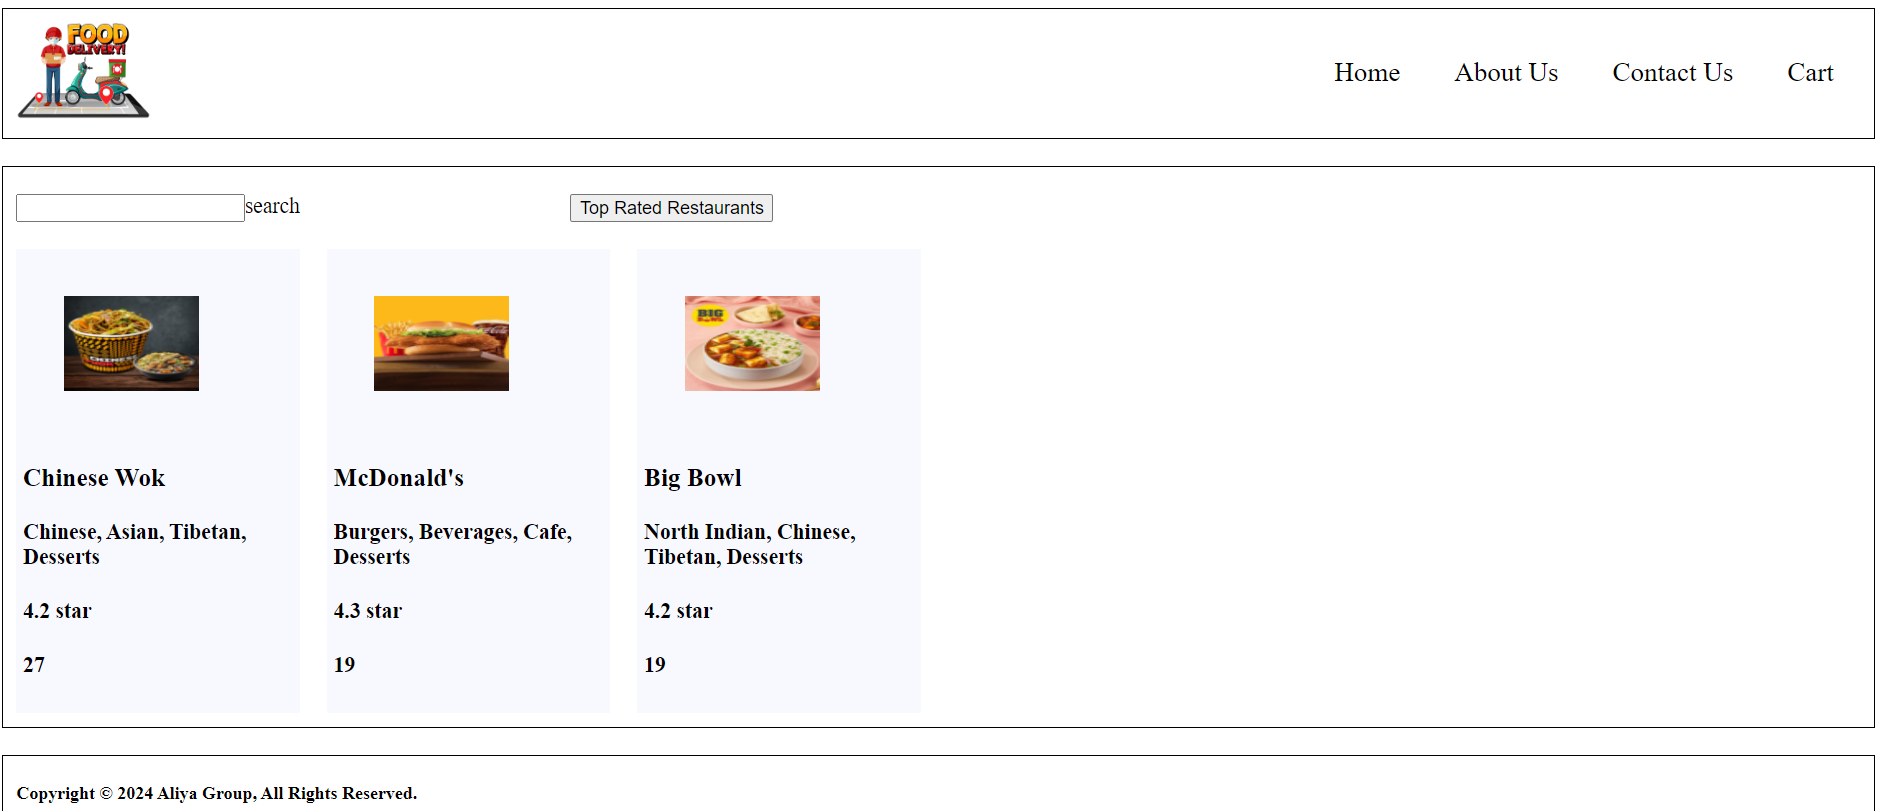 FOOD
DELIVERY!
Home About Us Contact Us Cart
search Top Rated Restaurants
BIG
Chinese Wok
Chinese, Asian, Tibetan,
Desserts
4.2 star
27
McDonald's
Burgers, Beverages, Cafe,
Desserts
4.3 star
19
Big Bowl
North Indian, Chinese,
Tibetan, Desserts
4.2 star
19
Copyright © 2024 Aliya Group, All Rights Reserved.